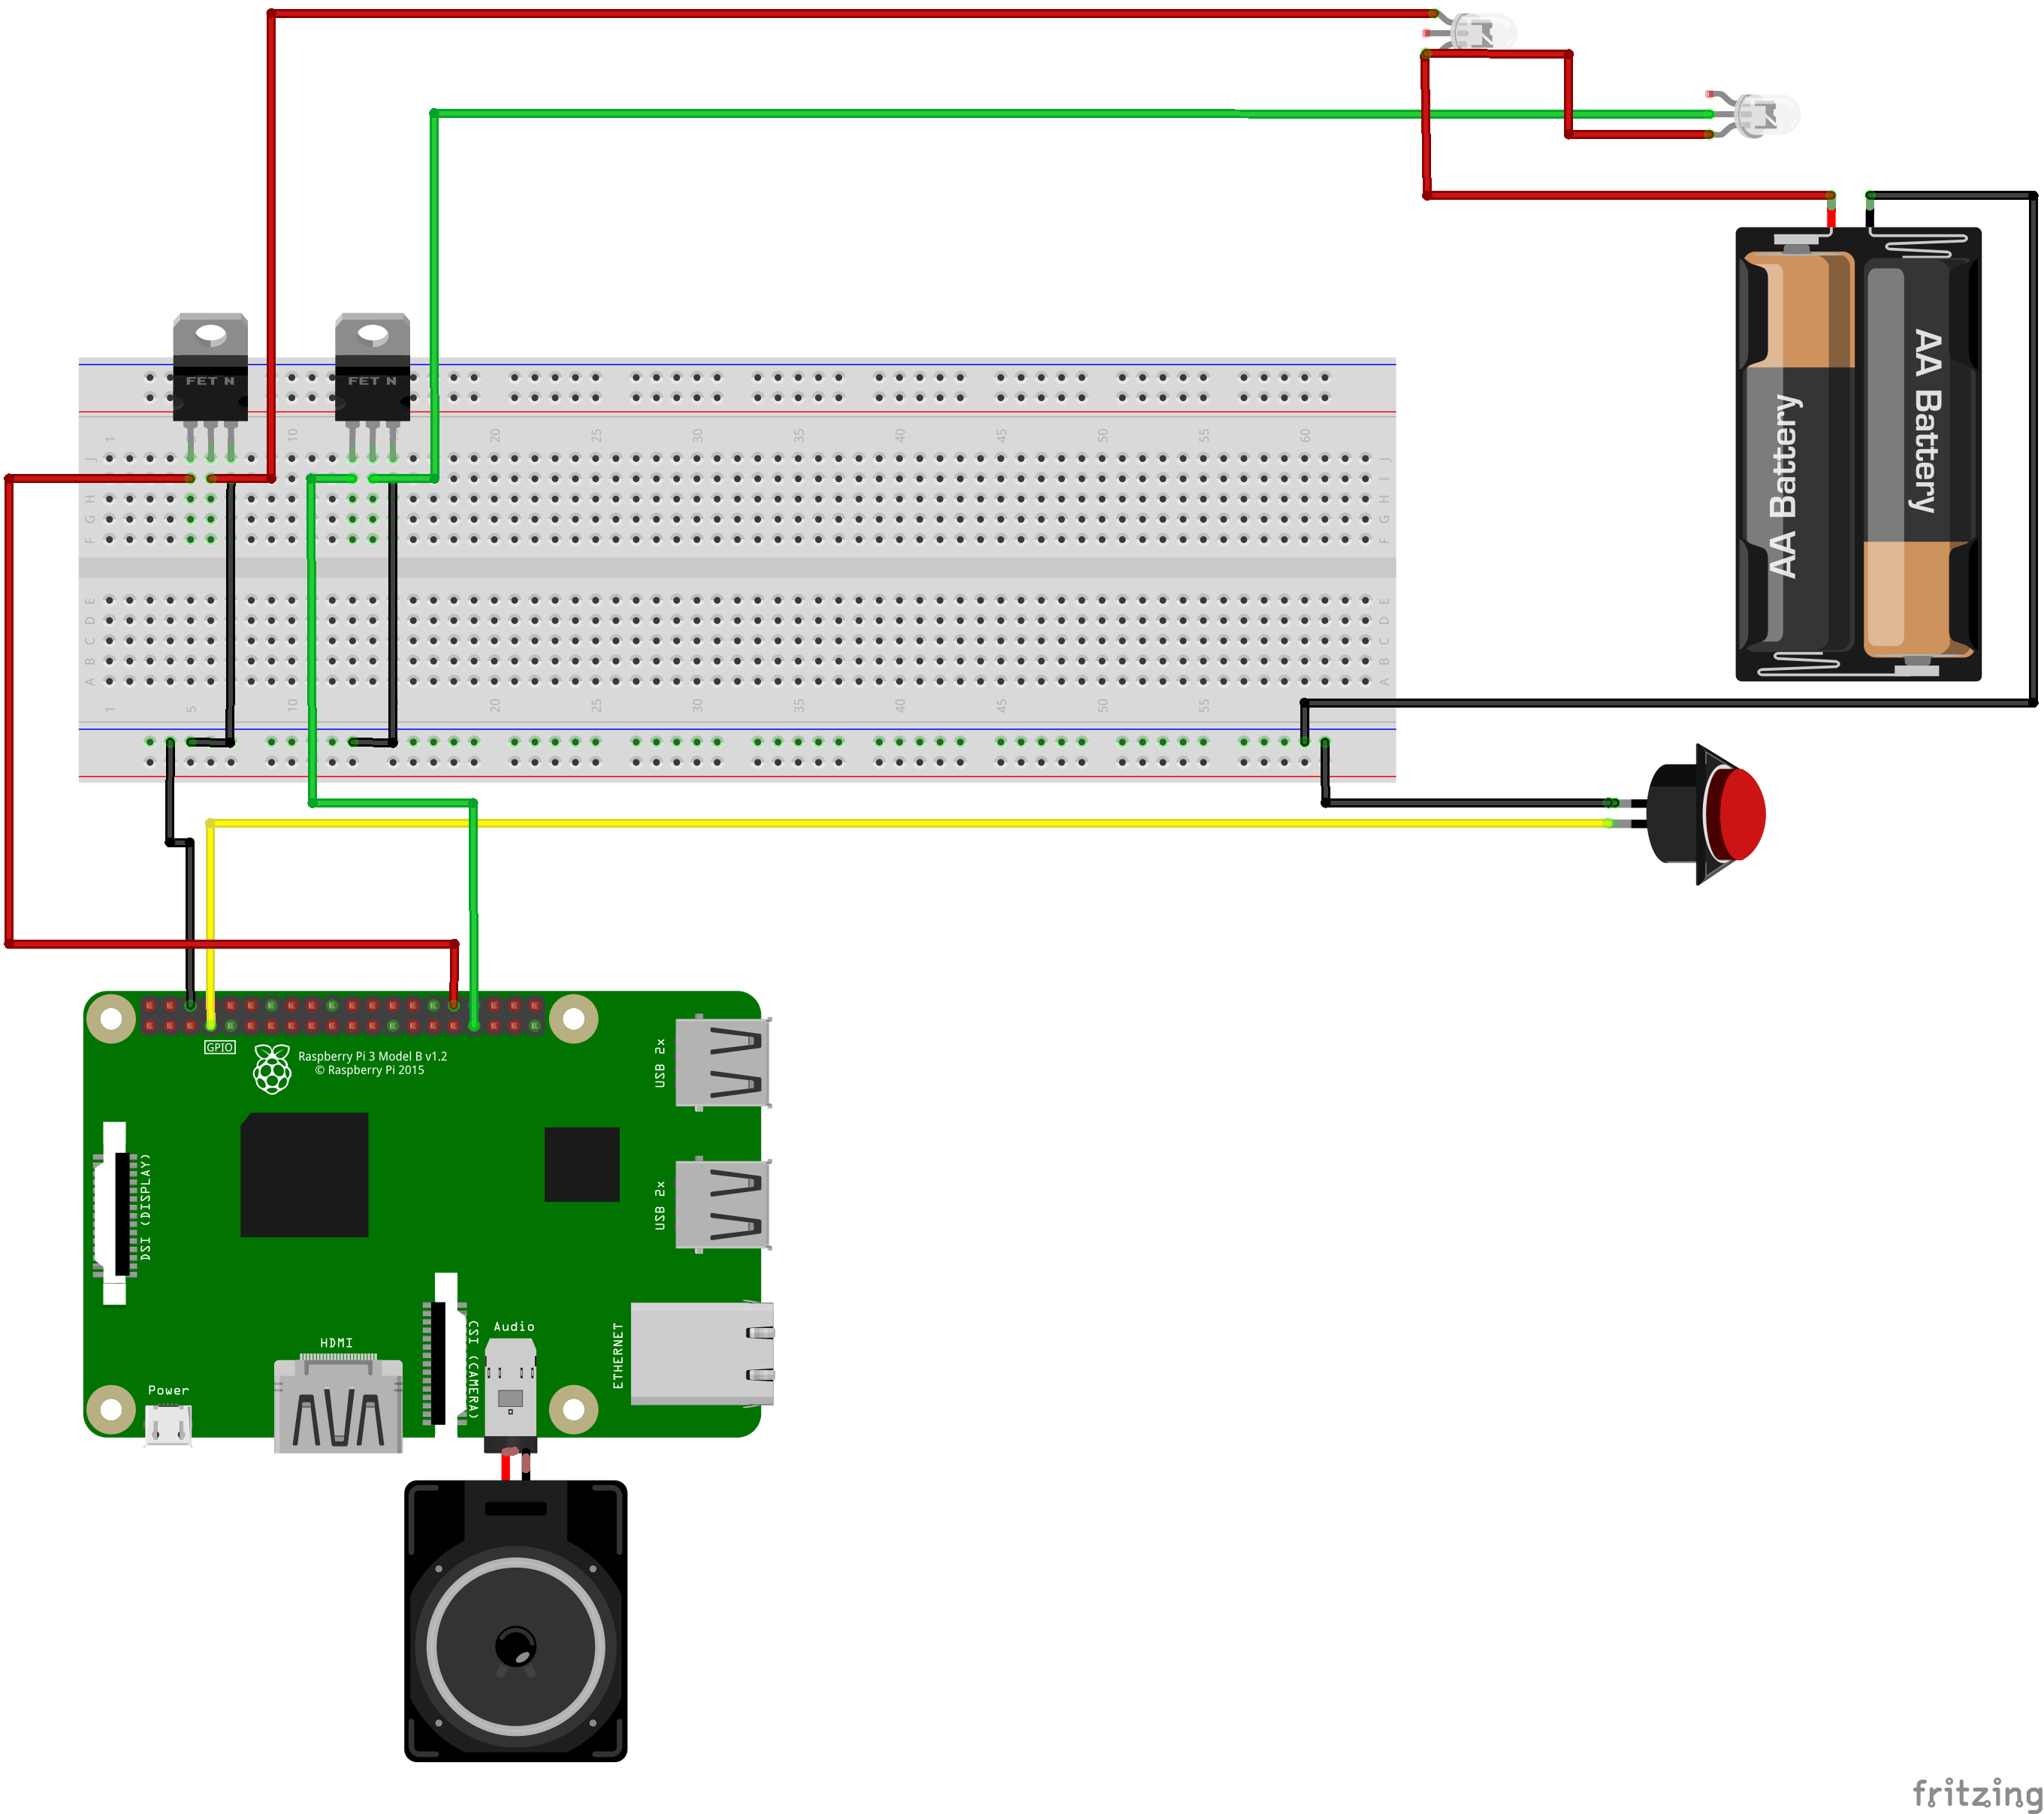 FET N
FET N
1 10 20 25 30 35 40 45 50 55 60
J J
I
H H
G G
F F
E E
D D
C C
B B
A A
1 5 10 20 25 30 35 40 45 50 55
AA Battery
AA Battery
GPIO
Raspberry Pi 3 Model B v1.2
© Raspberry Pi 2015
USB 2x
DSI (DISPLAY)
USB 2x
CSI (CAMERA)
Audio
ETHERNET
HDMI
Power
fritzing